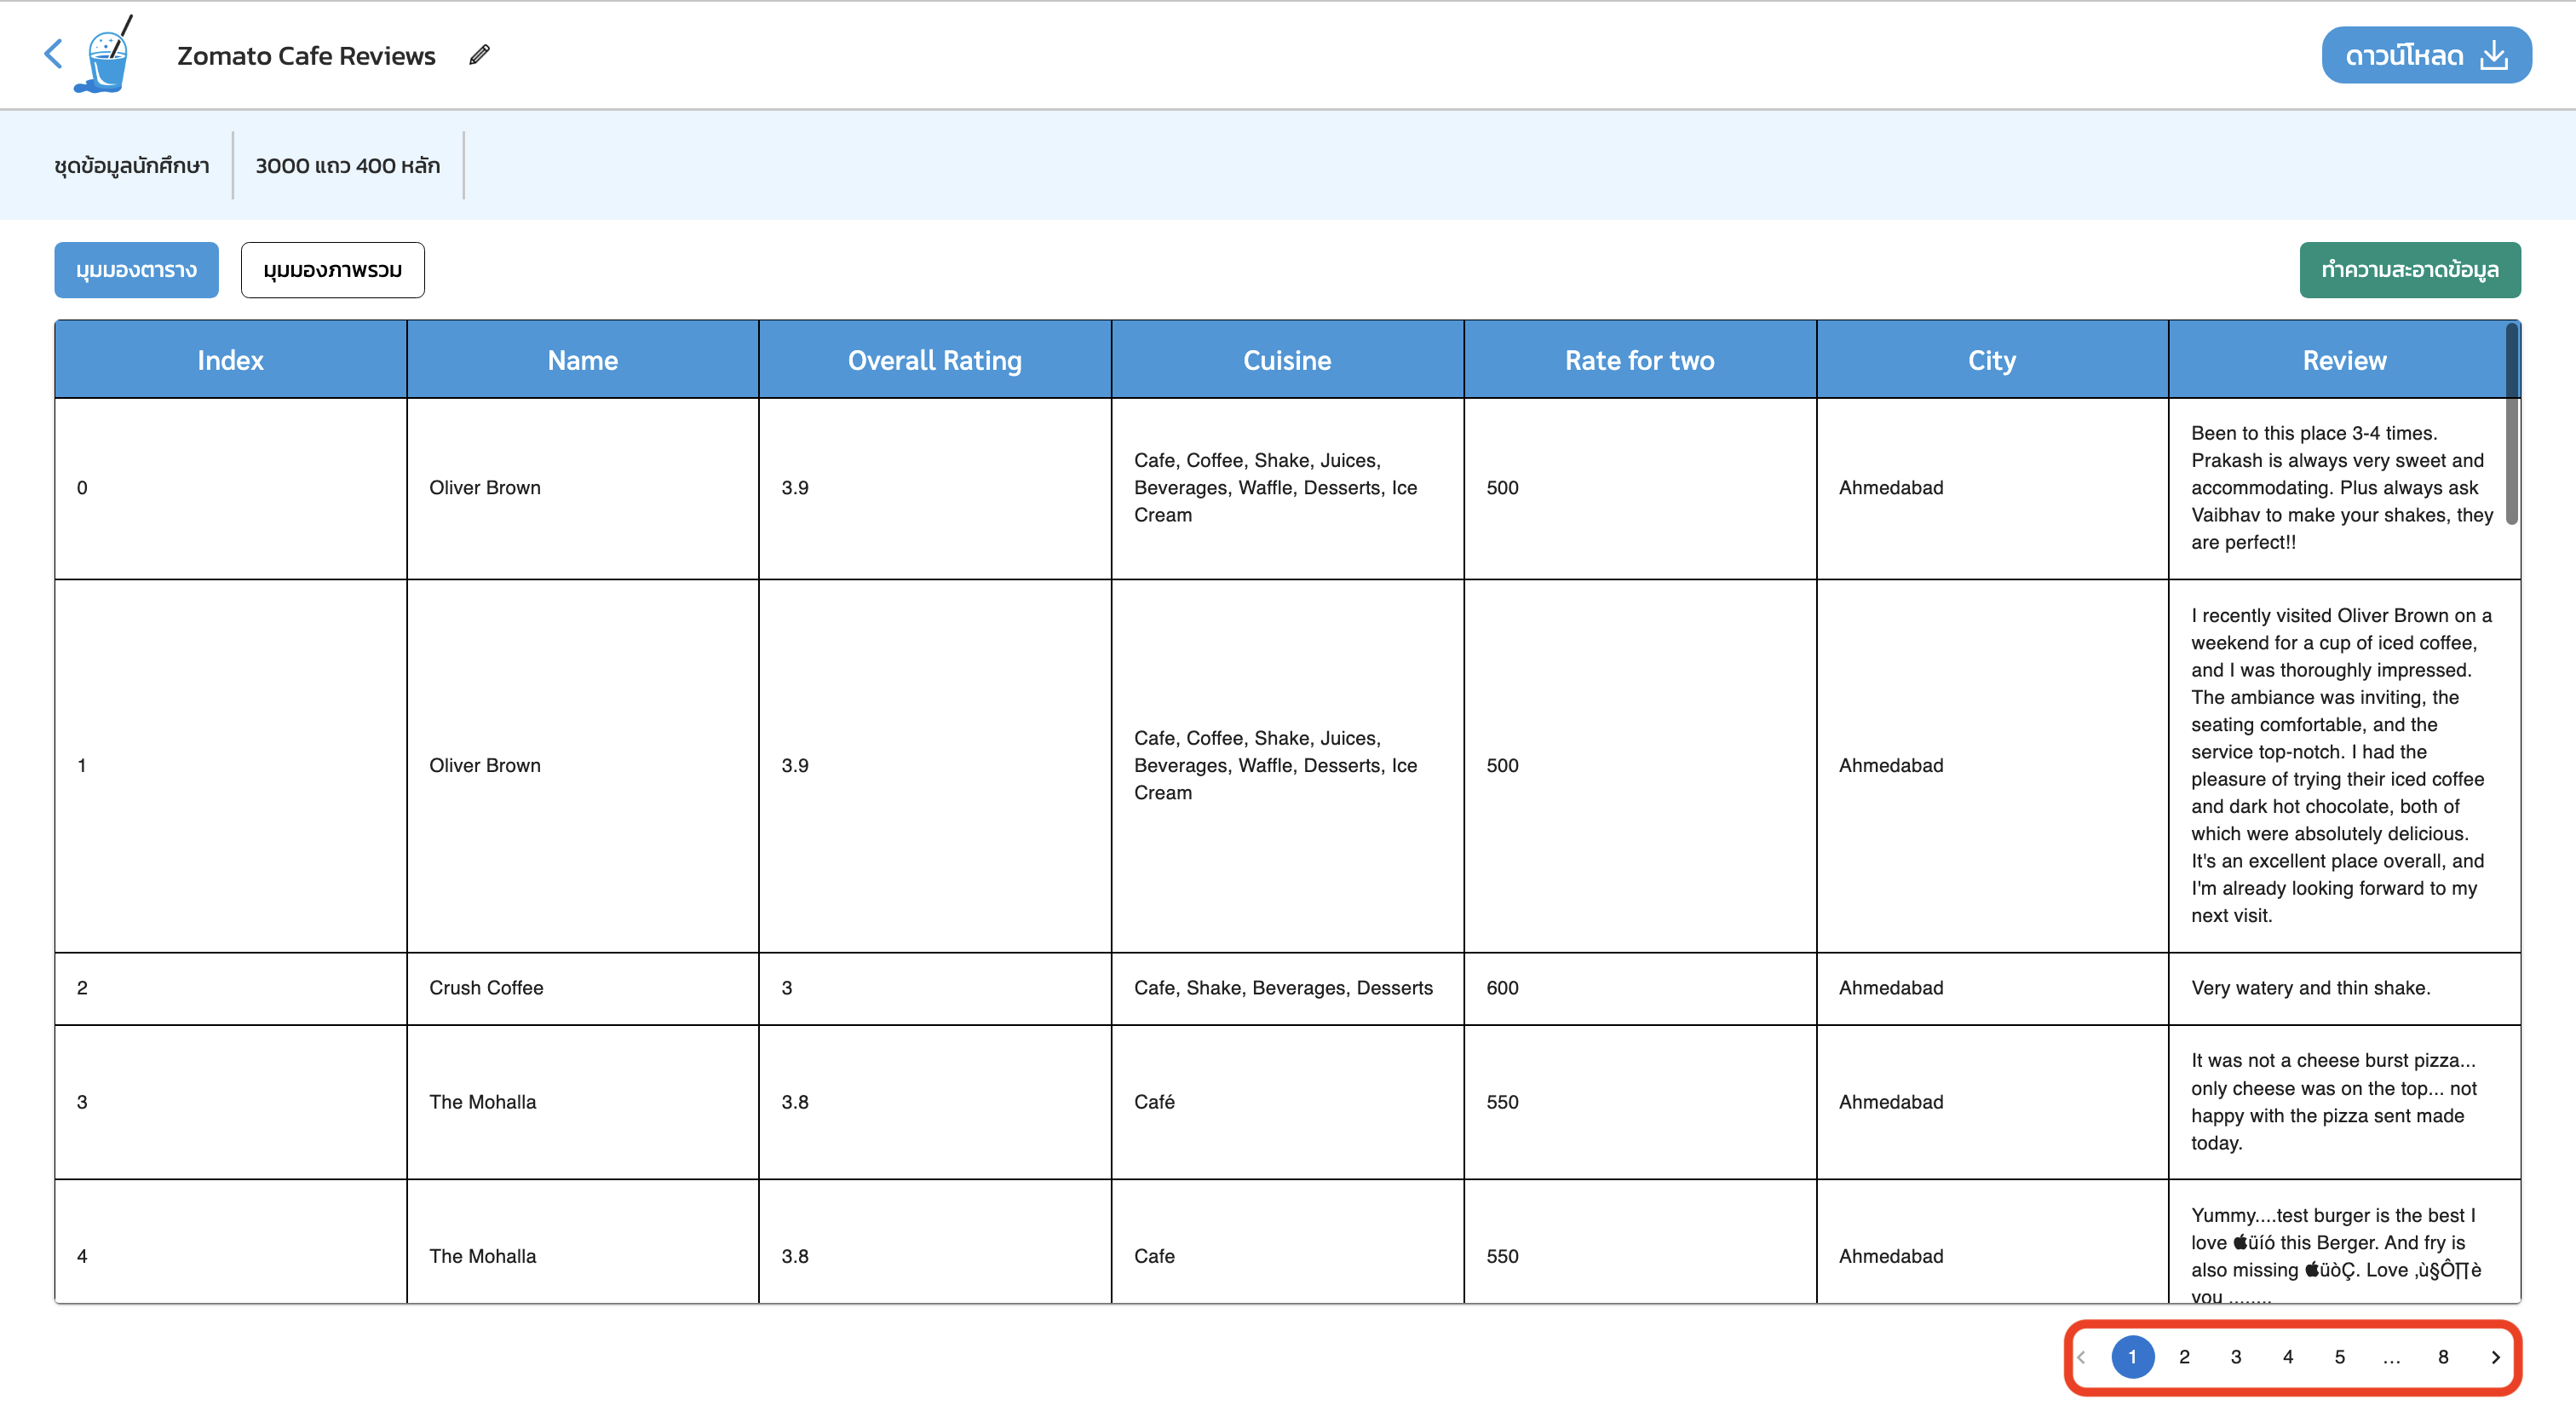 Zomato Cafe Reviews
ดาวน์โหลด
ชุดข้อมูลนักศึกษา
3000 แถว 400 หลัก
มุมมองตาราง
มุมมองภาพรวม
ทำความสะอาดข้อมูล
Index Name Overall Rating Cuisine Rate for two City Review
0
Oliver Brown
3.9
Cafe, Coffee, Shake, Juices,
Beverages, Waffle, Desserts, Ice
Cream
500
Ahmedabad
Been to this place 3-4 times.
Prakash is always very sweet and
accommodating. Plus always ask
Vaibhav to make your shakes, they
are perfect!!
1
Oliver Brown
3.9
Cafe, Coffee, Shake, Juices,
Beverages, Waffle, Desserts, Ice
Cream
500
Ahmedabad
I recently visited Oliver Brown on a
weekend for a cup of iced coffee,
and I was thoroughly impressed.
The ambiance was inviting, the
seating comfortable, and the
service top-notch. I had the
pleasure of trying their iced coffee
and dark hot chocolate, both of
which were absolutely delicious.
It's an excellent place overall, and
I'm already looking forward to my
next visit.
2
Crush Coffee
3
Cafe, Shake, Beverages, Desserts
600
Ahmedabad
Very watery and thin shake.
3
The Mohalla
3.8
Café
550
Ahmedabad
It was not a cheese burst pizza...
only cheese was on the top... not
happy with the pizza sent made
today.
4
The Mohalla
3.8
Cafe
550
Ahmedabad
Yummy....test burger is the best I
love üíó this Berger. And fry is
also missing üòÇ. Love ‚ù§Ô∏è
you ........
1 2 3 4 5 ... 8